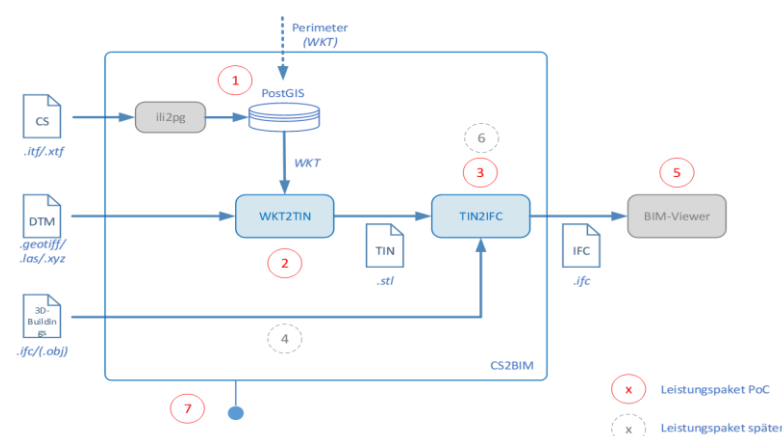 Perimeter
(WKT)
1
PostGIS
CS
ili2pg
.itf/.xtf
WKT
6
3
5
DTM
WKT2TIN
TIN2IFC
BIM-Viewer
.geotiff/
.las/.xyz
2
TIN
.stl
IFC
.ifc
3D-
Buildin
gs
.ifc/(.obj)
4
CS2BIM
7
x Leistungspaket PoC
x Leistungspaket später